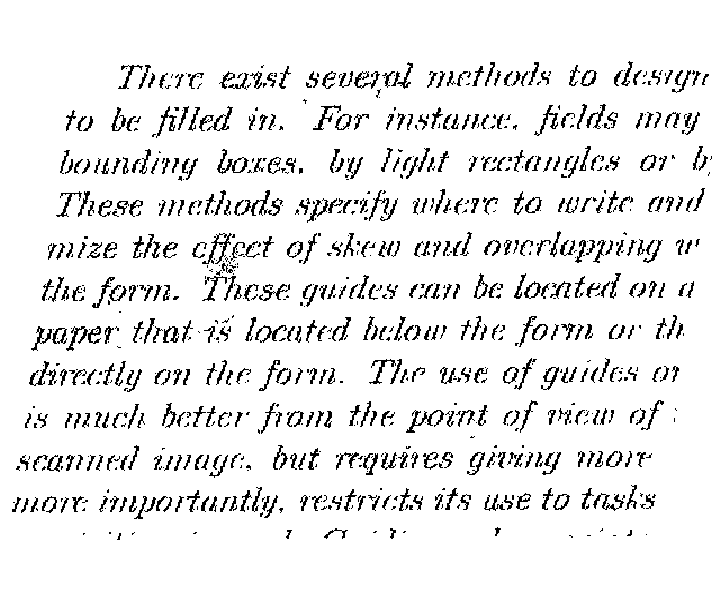 There exist several methods to design
to be filled in. For instance, fields may
bounding boxes, by light rectangles or
These methods specify where to write and
mize the effect of skew and overlapping
the form. These guides can be located on a
paper that is located below the form or
directly on the form. The use of guides on
is much better from the point of view of
scanned image, but requires giving more
more importantly, restricts its use to tasks